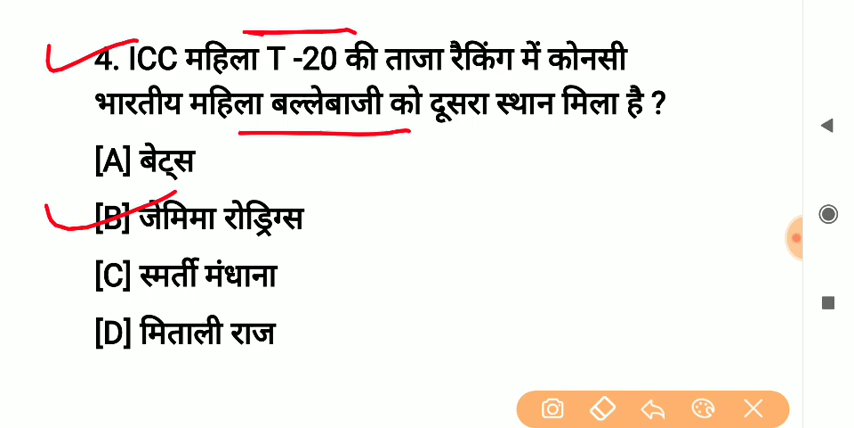 4. ICC महिला T -20 की ताजा रैकिंग में कोनसी
भारतीय महिला बल्लेबाजी को दूसरा स्थान मिला है ?
[A] बेट्स
[B] जेमिमा रोड्रिग्स
[C] स्मर्ती मंधाना
[D] मिताली राज